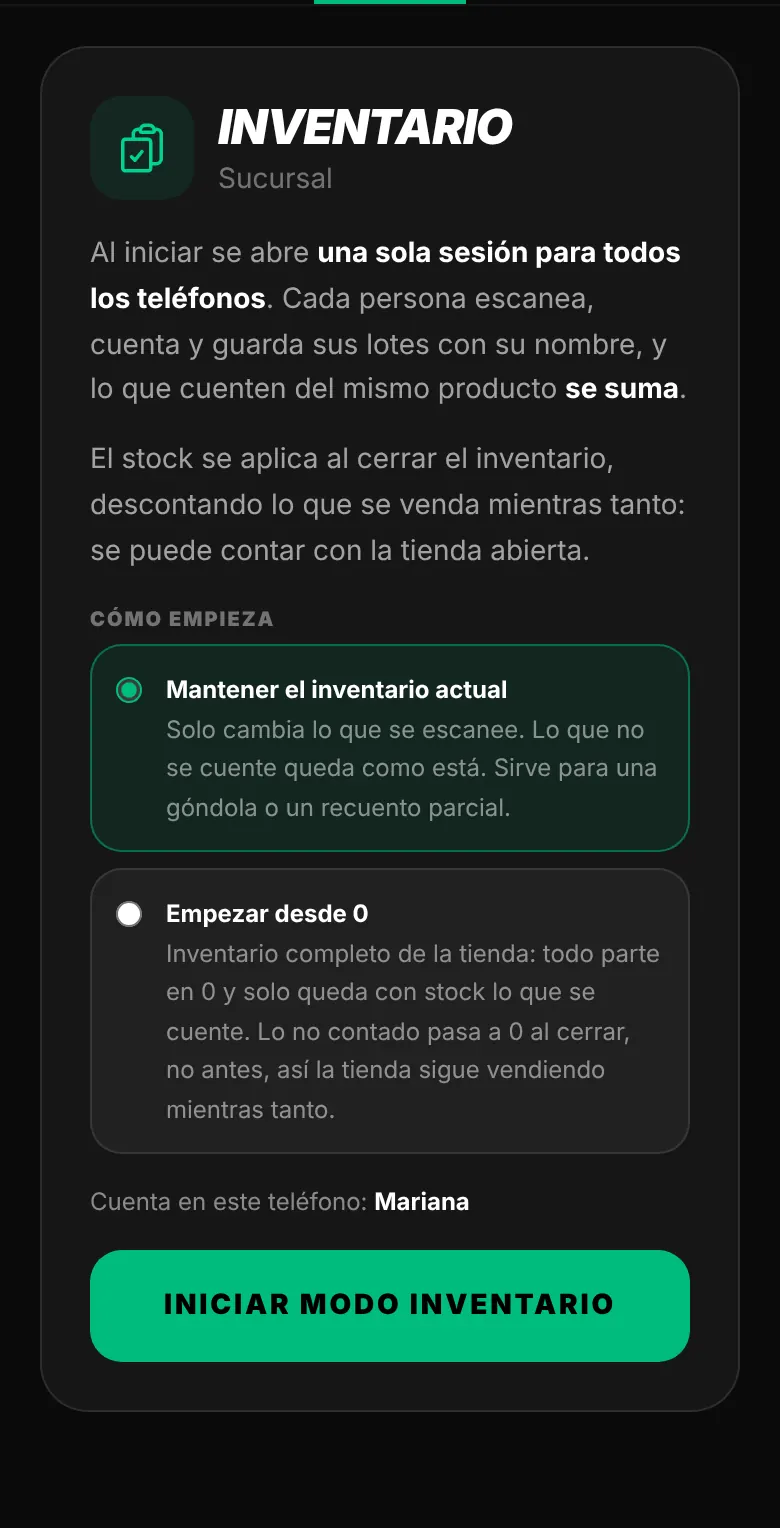 INVENTARIO
Sucursal
Al iniciar se abre una sola sesión para todos
los teléfonos. Cada persona escanea,
cuenta y guarda sus lotes con su nombre, y
lo que cuenten del mismo producto se suma.
El stock se aplica al cerrar el inventario,
descontando lo que se venda mientras tanto:
se puede contar con la tienda abierta.
CÓMO EMPIEZA
Mantener el inventario actual
Solo cambia lo que se escanee. Lo que no
se cuente queda como está. Sirve para una
góndola o un recuento parcial.
Empezar desde 0
Inventario completo de la tienda: todo parte
en 0 y solo queda con stock lo que se
cuente. Lo no contado pasa a 0 al cerrar,
no antes, así la tienda sigue vendiendo
mientras tanto.
Cuenta en este teléfono: Mariana
INICIAR MODO INVENTARIO